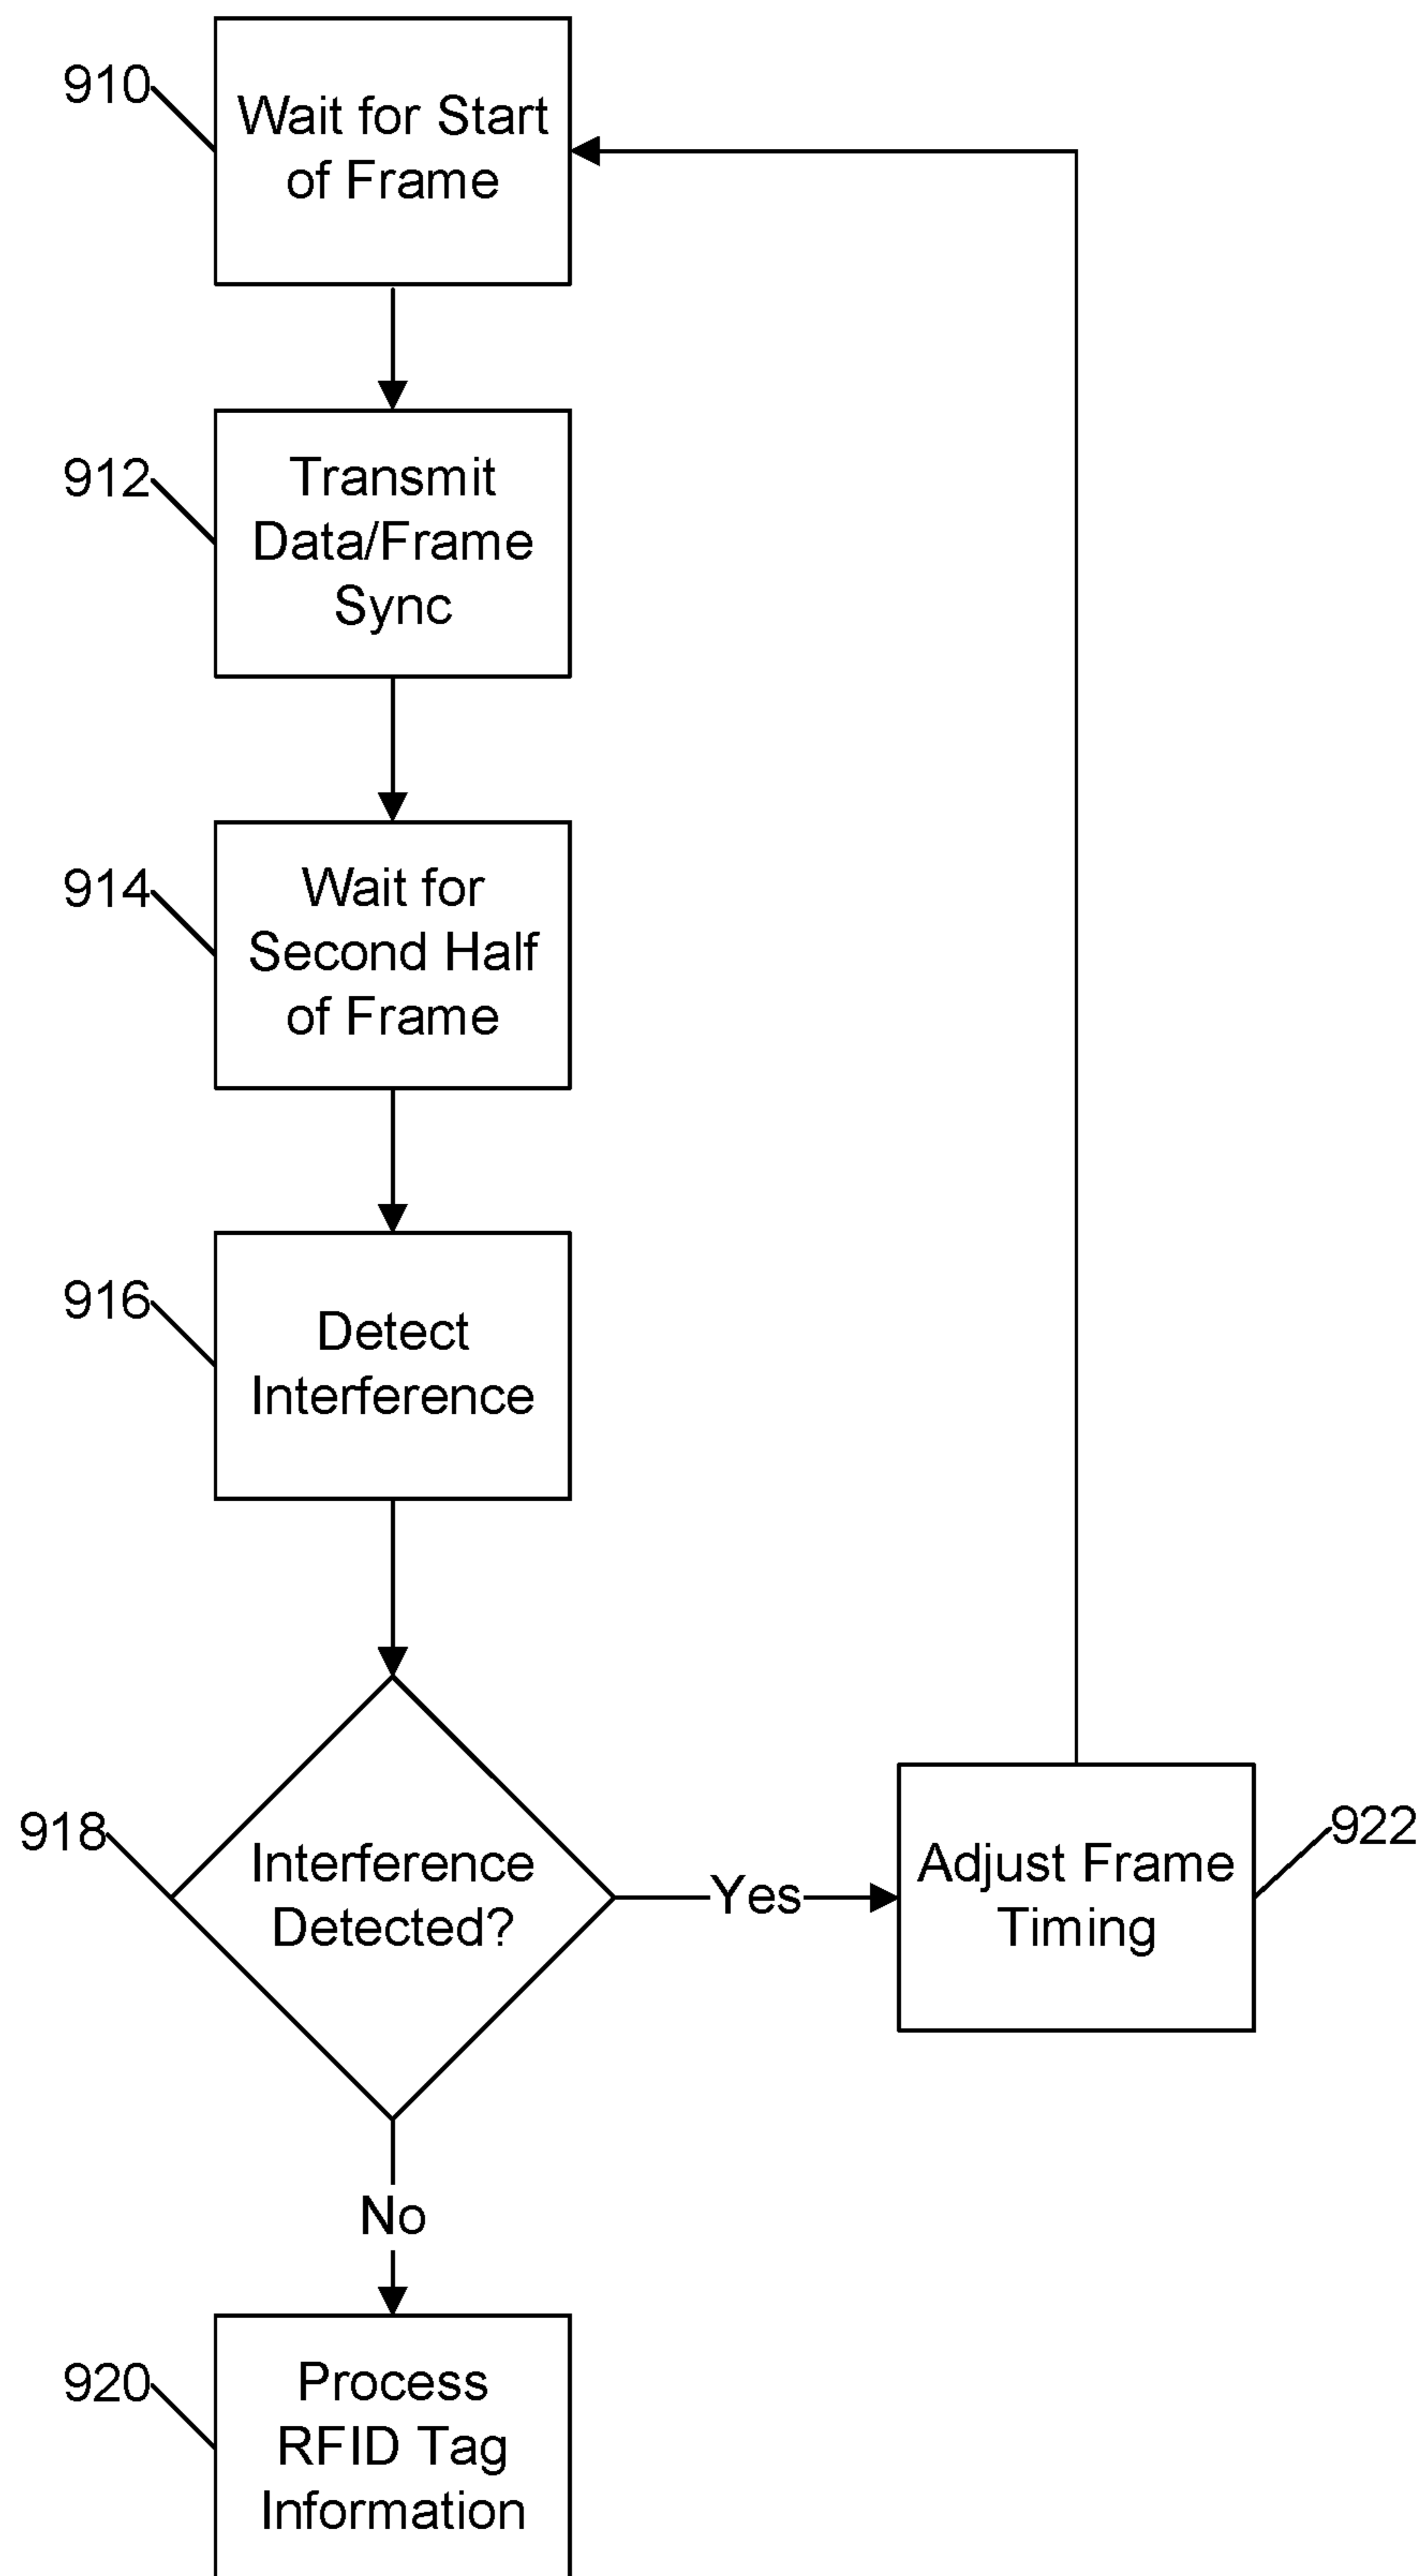 910
Wait for Start
of Frame
912
Transmit
Data/Frame
Sync
914
Wait for
Second Half
of Frame
916
Detect
Interference
918
Interference
Detected?
Yes
Adjust Frame
Timing
922
No
920
Process
RFID Tag
Information